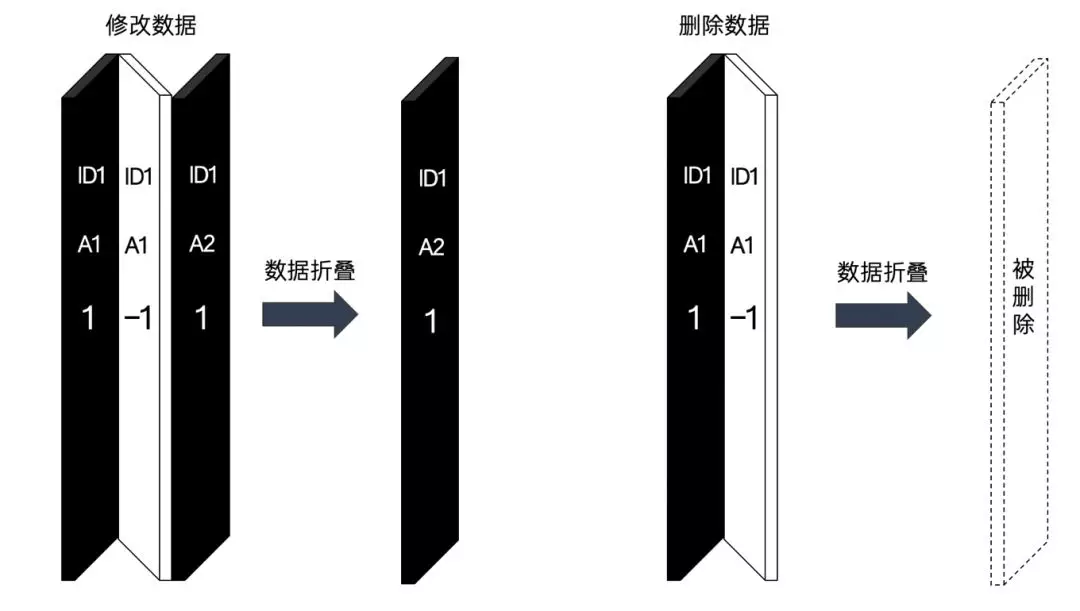 修改数据
删除数据
ID1 ID1 ID1
A1 A1 A2
1 –1 1
数据折叠
ID1
A2
1
ID1 ID1
A1 A1
1 –1
数据折叠
被
删
除